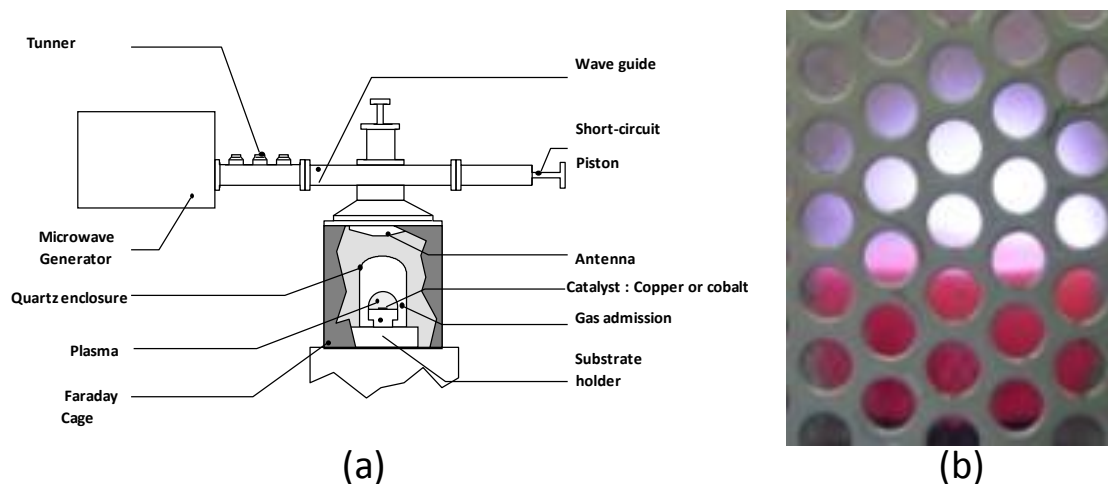 Tunner
Wave guide
Short-circuit
Piston
Microwave
Generator
Antenna
Quartz enclosure
Catalyst : Copper or cobalt
Gas admission
Plasma
Substrate
holder
Faraday
Cage
(a)
(b)